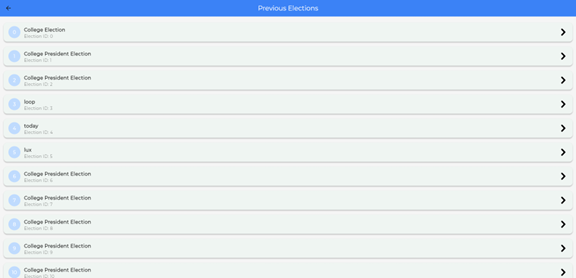 Previous Elections
College Election
Election ID: 0
College President Election
Election ID: 1
College President Election
Election ID: 2
loop
Election ID: 3
today
Election ID: 4
lux
Election ID: 5
College President Election
Election ID: 6
College President Election
Election ID: 7
College President Election
Election ID: 8
College President Election
Election ID: 9
College President Election
Election ID: 10